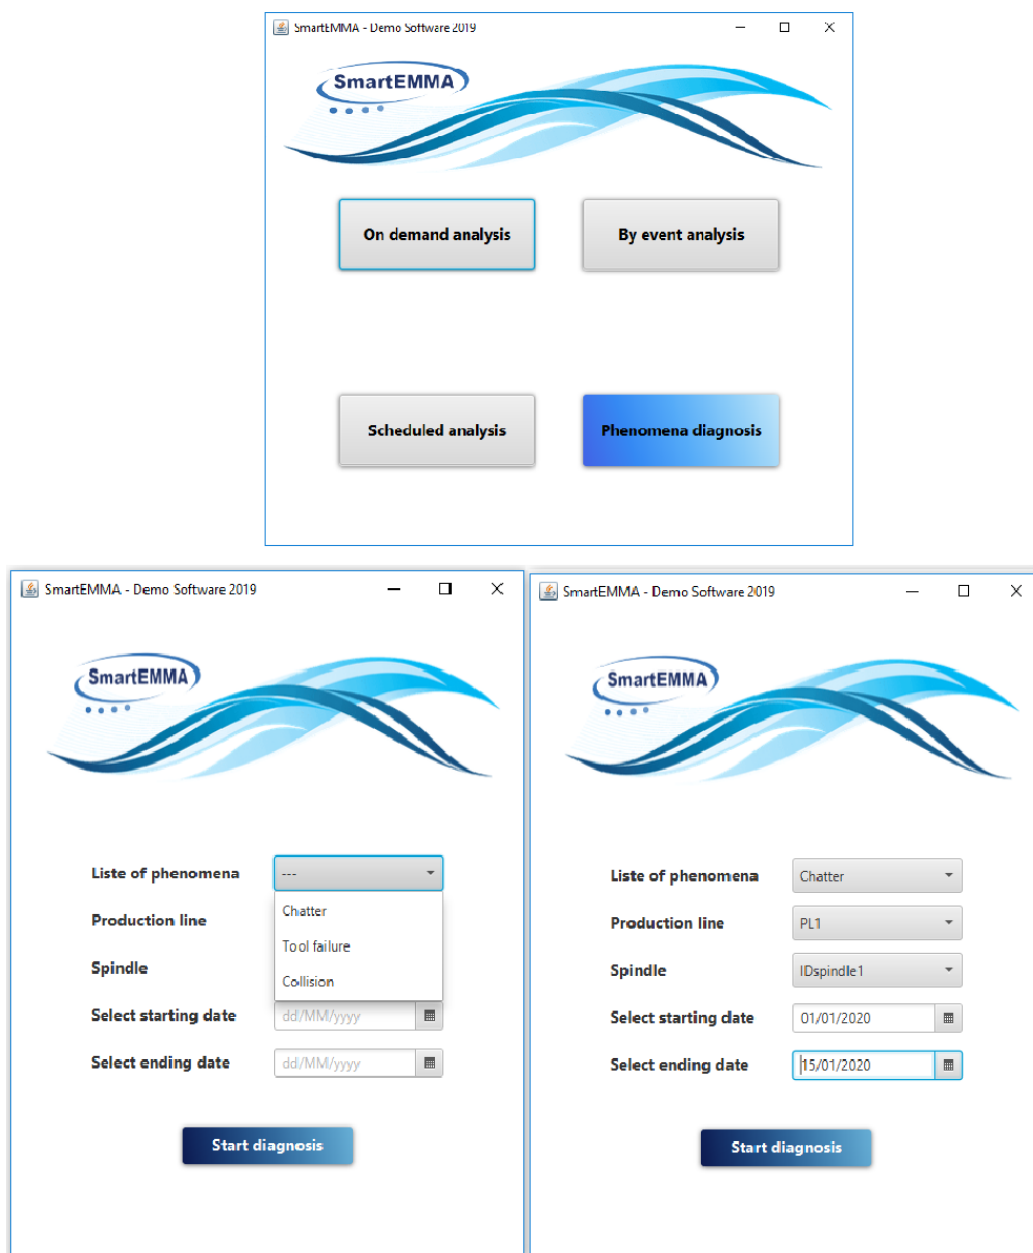 SmartEMMA - Demo Software 2019
SmartEMMA
On demand analysis
By event analysis
Scheduled analysis
Phenomena diagnosis
SmartEMMA - Demo Software 2019
SmartEMMA
Liste of phenomena
---
Chatter
Production line
Tool failure
Spindle
Collision
Select starting date
dd/MM/yyyy
Select ending date
dd/MM/yyyy
Start diagnosis
SmartEMMA - Demo Software 2019
SmartEMMA
Liste of phenomena
Chatter
Production line
PL1
Spindle
IDspindle1
Select starting date
01/01/2020
Select ending date
15/01/2020
Start diagnosis